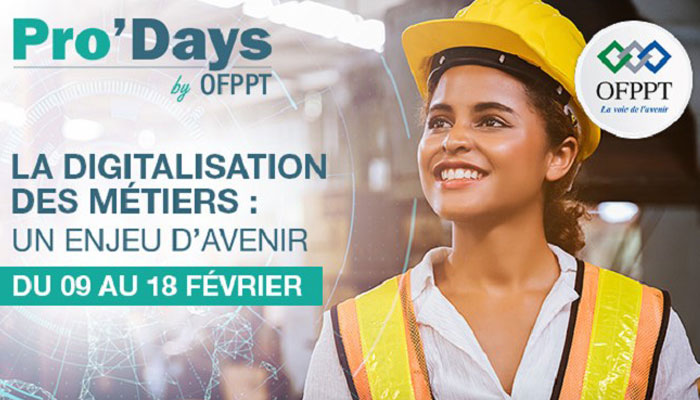 Pro'Days
by OFPPT
LA DIGITALISATION
DES MÉTIERS :
UN ENJEU D'AVENIR
DU 09 AU 18 FÉVRIER
OFPPT
La voie de l'avenir